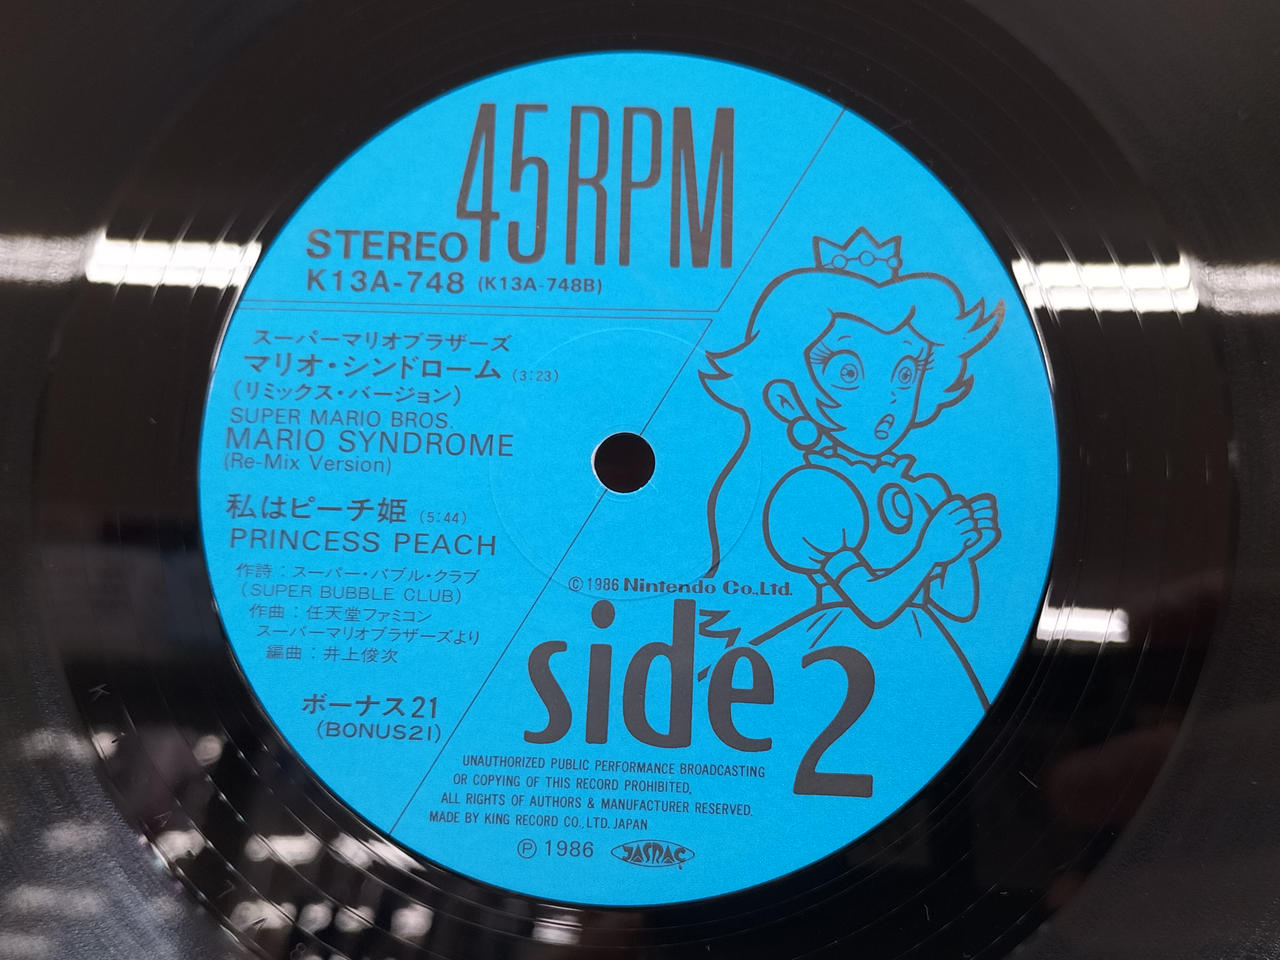 45RPM
STEREO
K13A-748 (K13A-748B)
スーパーマリオブラザーズ
マリオ・シンドローム (3:23)
(リミックス・バージョン)
SUPER MARIO BROS.
MARIO SYNDROME
(Re-Mix Version)
私はピーチ姫 (5:44)
PRINCESS PEACH
作詩：スーパー・バブル・クラブ
(SUPER BUBBLE CLUB)
作曲：任天堂ファミコン
スーパーマリオブラザーズより
編曲：井上俊次
ボーナス21
(BONUS21)
© 1986 Nintendo Co.,Ltd.
side 2
UNAUTHORIZED PUBLIC PERFORMANCE BROADCASTING
OR COPYING OF THIS RECORD PROHIBITED.
ALL RIGHTS OF AUTHORS & MANUFACTURER RESERVED.
MADE BY KING RECORD CO., LTD. JAPAN
℗ 1986 JASRAC